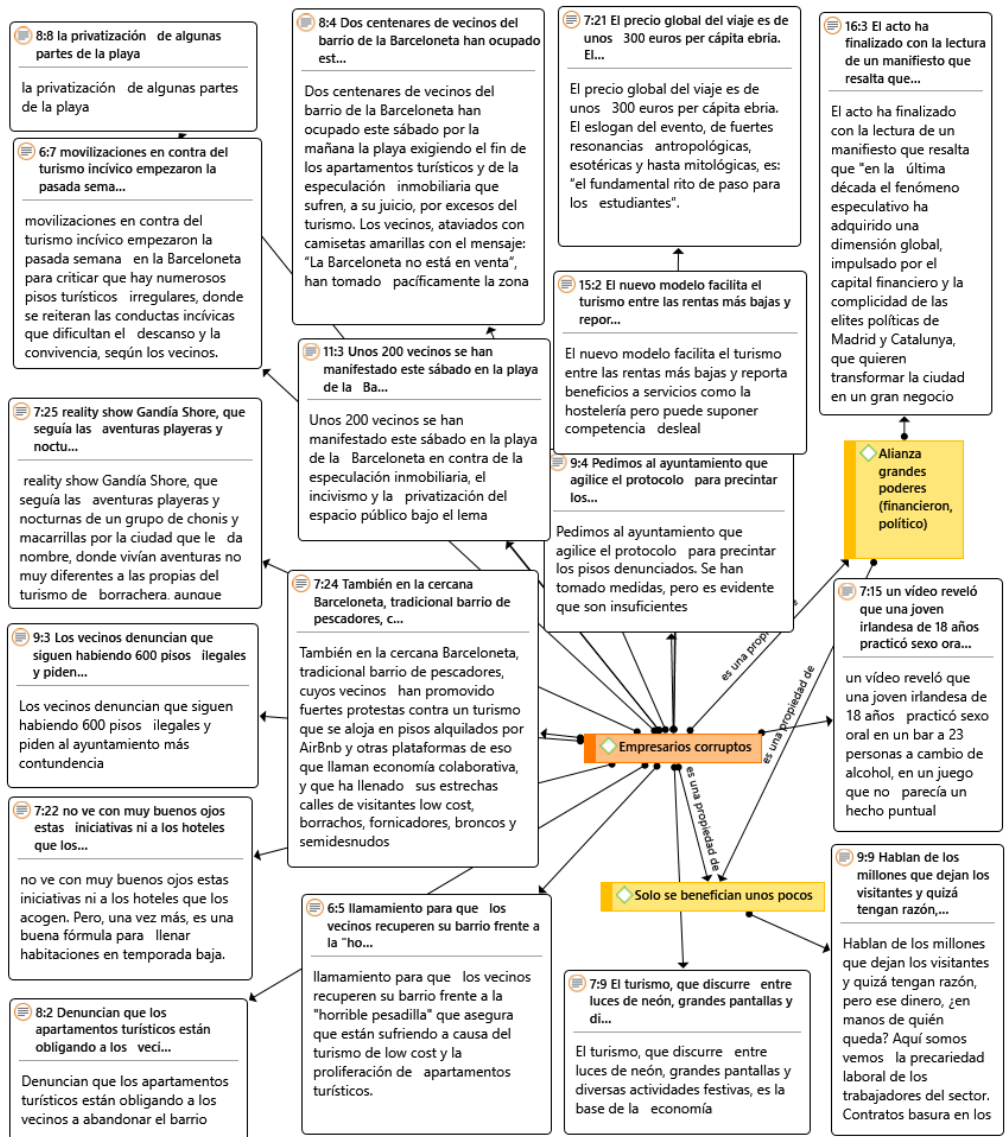 8:8 la privatización de algunas
partes de la playa
la privatización de algunas partes
de la playa
6:7 movilizaciones en contra del
turismo incívico empezaron la
pasada sema...
movilizaciones en contra del
turismo incívico empezaron la
pasada semana en la Barceloneta
para criticar que hay numerosos
pisos turísticos irregulares, donde
se reiteran las conductas incívicas
que dificultan el descanso y la
convivencia, según los vecinos.
7:25 reality show Gandía Shore, que
seguía las aventuras playeras y
noctu...
reality show Gandía Shore, que
seguía las aventuras playeras y
nocturnas de un grupo de chonis y
macarrillas por la ciudad que le da
nombre, donde vivían aventuras no
muy diferentes a las propias del
turismo de borrachera, aunque
9:3 Los vecinos denuncian que
siguen habiendo 600 pisos ilegales
y piden...
Los vecinos denuncian que siguen
habiendo 600 pisos ilegales y
piden al ayuntamiento más
contundencia
7:22 no ve con muy buenos ojos
estas iniciativas ni a los hoteles
que los...
no ve con muy buenos ojos estas
iniciativas ni a los hoteles que los
acogen. Pero, una vez más, es una
buena fórmula para llenar
habitaciones en temporada baja.
8:2 Denuncian que los
apartamentos turísticos están
obligando a los veci...
Denuncian que los apartamentos
turísticos están obligando a los
vecinos a abandonar el barrio
8:4 Dos centenares de vecinos del
barrio de la Barceloneta han ocupado
est...
Dos centenares de vecinos del
barrio de la Barceloneta han
ocupado este sábado por la
mañana la playa exigiendo el fin de
los apartamentos turísticos y de la
especulación inmobiliaria que
sufren, a su juicio, por excesos del
turismo. Los vecinos, ataviados con
camisetas amarillas con el mensaje:
“La Barceloneta no está en venta”,
han tomado pacíficamente la zona
11:3 Unos 200 vecinos se han
manifestado este sábado en la playa
de la Ba...
Unos 200 vecinos se han
manifestado este sábado en la playa
de la Barceloneta en contra de la
especulación inmobiliaria, el
incivismo y la privatización del
espacio público bajo el lema
7:24 También en la cercana
Barceloneta, tradicional barrio de
pescadores, c...
También en la cercana Barceloneta,
tradicional barrio de pescadores,
cuyos vecinos han promovido
fuertes protestas contra un turismo
que se aloja en pisos alquilados por
AirBnb y otras plataformas de eso
que llaman economía colaborativa,
y que ha llenado sus estrechas
calles de visitantes low cost,
borrachos, fornicadores, broncos y
semidesnudos
6:5 llamamiento para que los
vecinos recuperen su barrio frente a
la "ho...
llamamiento para que los vecinos
recuperen su barrio frente a la
"horrible pesadilla" que asegura
que están sufriendo a causa del
turismo de low cost y la
proliferación de apartamentos
turísticos.
7:21 El precio global del viaje es de
unos 300 euros per cápita ebria.
El...
El precio global del viaje es de
unos 300 euros per cápita ebria.
El eslogan del evento, de fuertes
resonancias antropológicas,
esotéricas y hasta mitológicas, es:
“el fundamental rito de paso para
los estudiantes”.
15:2 El nuevo modelo facilita el
turismo entre las rentas más bajas y
repor...
El nuevo modelo facilita el turismo
entre las rentas más bajas y reporta
beneficios a servicios como la
hostelería pero puede suponer
competencia desleal
9:4 Pedimos al ayuntamiento que
agilice el protocolo para precintar
los...
Pedimos al ayuntamiento que
agilice el protocolo para precintar
los pisos denunciados. Se han
tomado medidas, pero es evidente
que son insuficientes
16:3 El acto ha
finalizado con la lectura
de un manifiesto que
resalta que...
El acto ha finalizado
con la lectura de un
manifiesto que resalta
que "en la última
década el fenómeno
especulativo ha
adquirido una
dimensión global,
impulsado por el
capital financiero y la
complicidad de las
elites políticas de
Madrid y Catalunya,
que quieren
transformar la ciudad
en un gran negocio
Alianza
grandes
poderes
(financieron,
político)
es una prop
es una propiedad de
es una propiedad de
Empresarios corruptos
Solo se benefician unos pocos
7:15 un vídeo reveló
que una joven
irlandesa de 18 años
practicó sexo ora...
un vídeo reveló que
una joven irlandesa de
18 años practicó sexo
oral en un bar a 23
personas a cambio de
alcohol, en un juego
que no parecía un
hecho puntual
9:9 Hablan de los
millones que dejan los
visitantes y quizá
tengan razón,...
Hablan de los millones
que dejan los visitantes
y quizá tengan razón,
pero ese dinero, ¿en
manos de quién
queda? Aquí somos
vemos la precariedad
laboral de los
trabajadores del sector.
Contratos basura en los
7:9 El turismo, que discurre entre
luces de neón, grandes pantallas y
di...
El turismo, que discurre entre
luces de neón, grandes pantallas y
diversas actividades festivas, es la
base de la economía